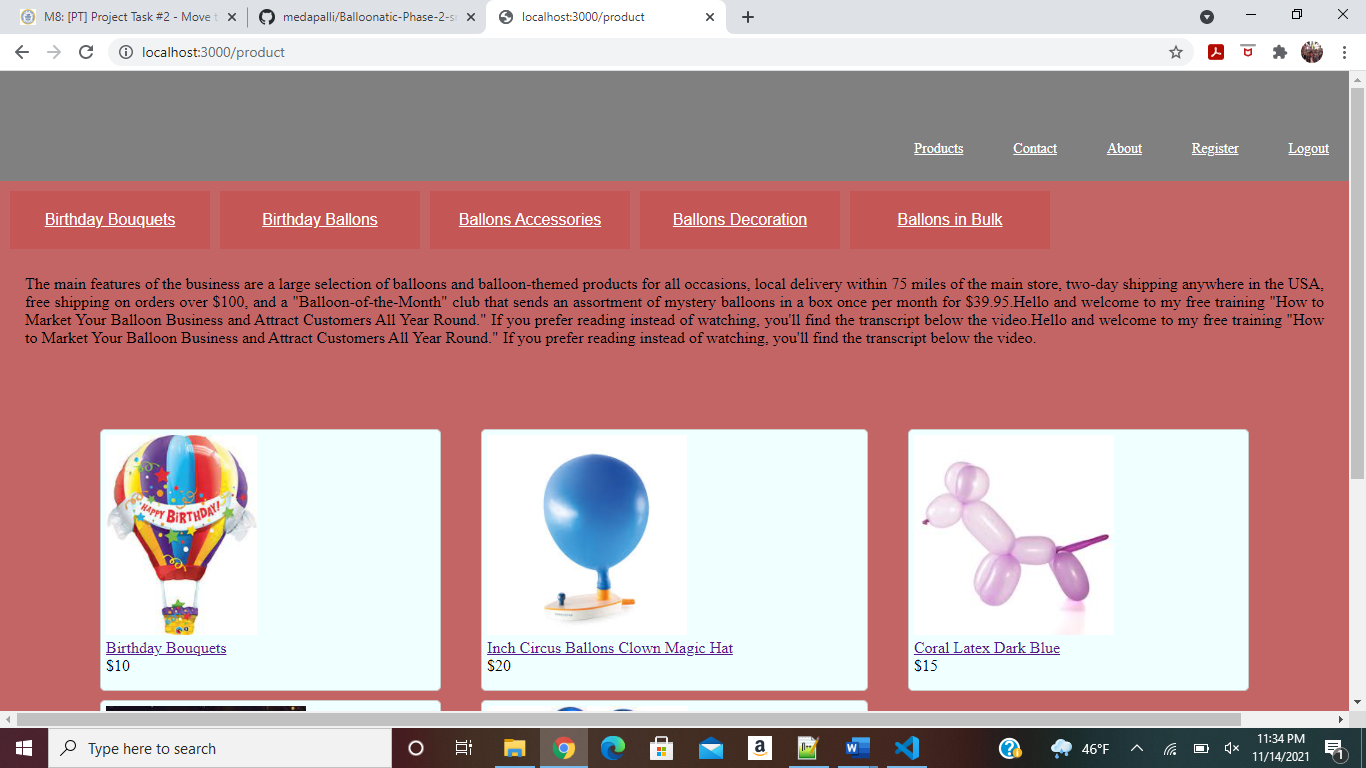 M8: [PT] Project Task #2 - Move t
medapalli/Balloonatic-Phase-2-sr
localhost:3000/product
localhost:3000/product
Products Contact About Register Logout
Birthday Bouquets Birthday Ballons Ballons Accessories Ballons Decoration Ballons in Bulk
The main features of the business are a large selection of balloons and balloon-themed products for all occasions, local delivery within 75 miles of the main store, two-day shipping anywhere in the USA,
free shipping on orders over $100, and a "Balloon-of-the-Month" club that sends an assortment of mystery balloons in a box once per month for $39.95.Hello and welcome to my free training "How to
Market Your Balloon Business and Attract Customers All Year Round." If you prefer reading instead of watching, you'll find the transcript below the video.Hello and welcome to my free training "How
to Market Your Balloon Business and Attract Customers All Year Round." If you prefer reading instead of watching, you'll find the transcript below the video.
HAPPY BIRTHDAY!
Birthday Bouquets
$10
Inch Circus Ballons Clown Magic Hat
$20
Coral Latex Dark Blue
$15
Type here to search
46°F
11:34 PM
11/14/2021
1